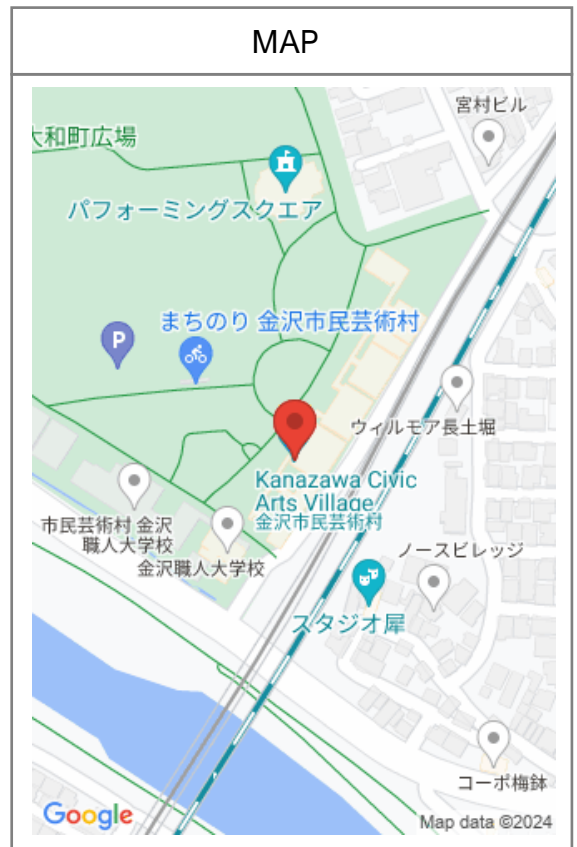 MAP
宮村ビル
大和町広場
パフォーミングスクエア
まちのり 金沢市民芸術村
P
ウィルモア長土堀
Kanazawa Civic
Arts Village
金沢市民芸術村
市民芸術村 金沢
職人大学校
金沢職人大学校
ノースビレッジ
スタジオ犀
コーポ梅鉢
Google
Map data ©2024